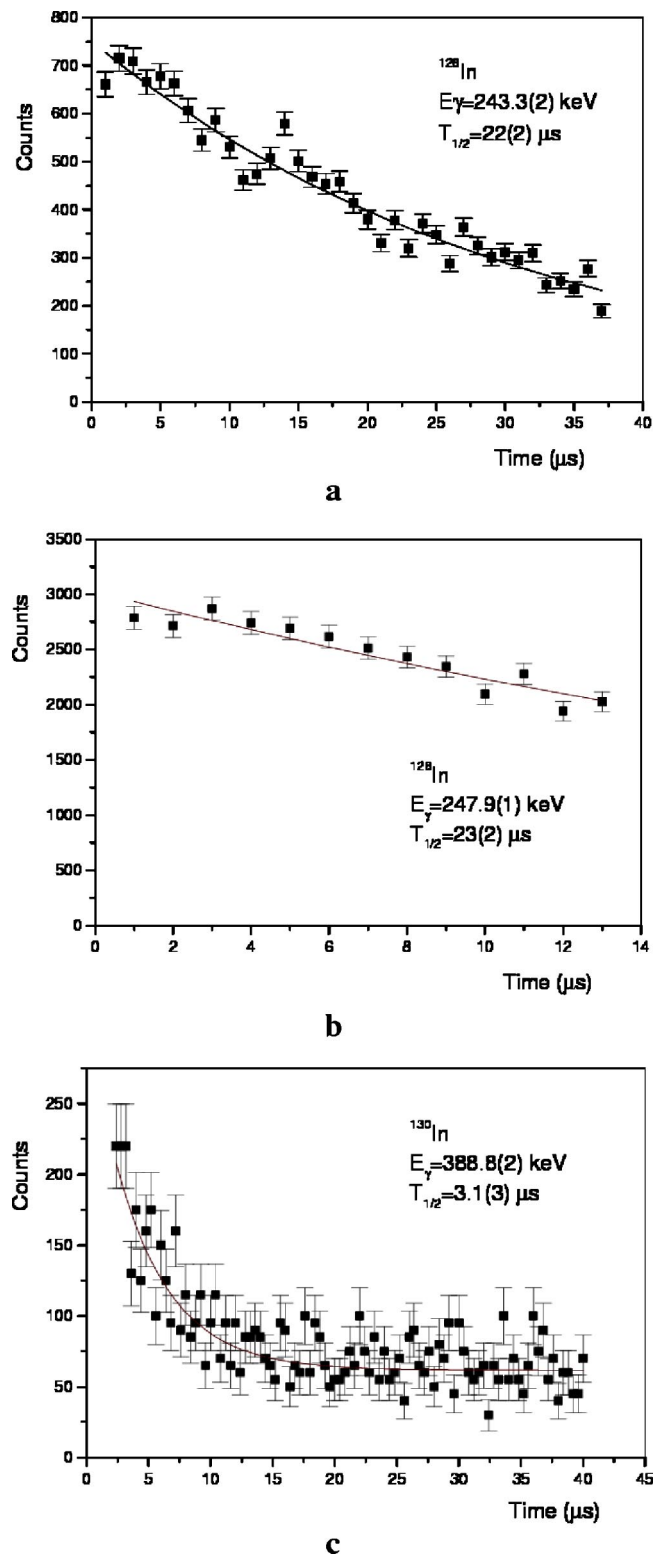 800
700
600
500
400
300
200
100
0
Counts
¹²⁶In
Eγ=243.3(2) keV
T₁/₂=22(2) μs
0 5 10 15 20 25 30 35 40
Time (μs)
a
3500
3000
2500
2000
1500
1000
500
0
Counts
¹²⁸In
Eγ=247.9(1) keV
T₁/₂=23(2) μs
0 2 4 6 8 10 12 14
Time (μs)
b
250
200
150
100
50
0
Counts
¹³⁰In
Eγ=388.8(2) keV
T₁/₂=3.1(3) μs
0 5 10 15 20 25 30 35 40 45
Time (μs)
c